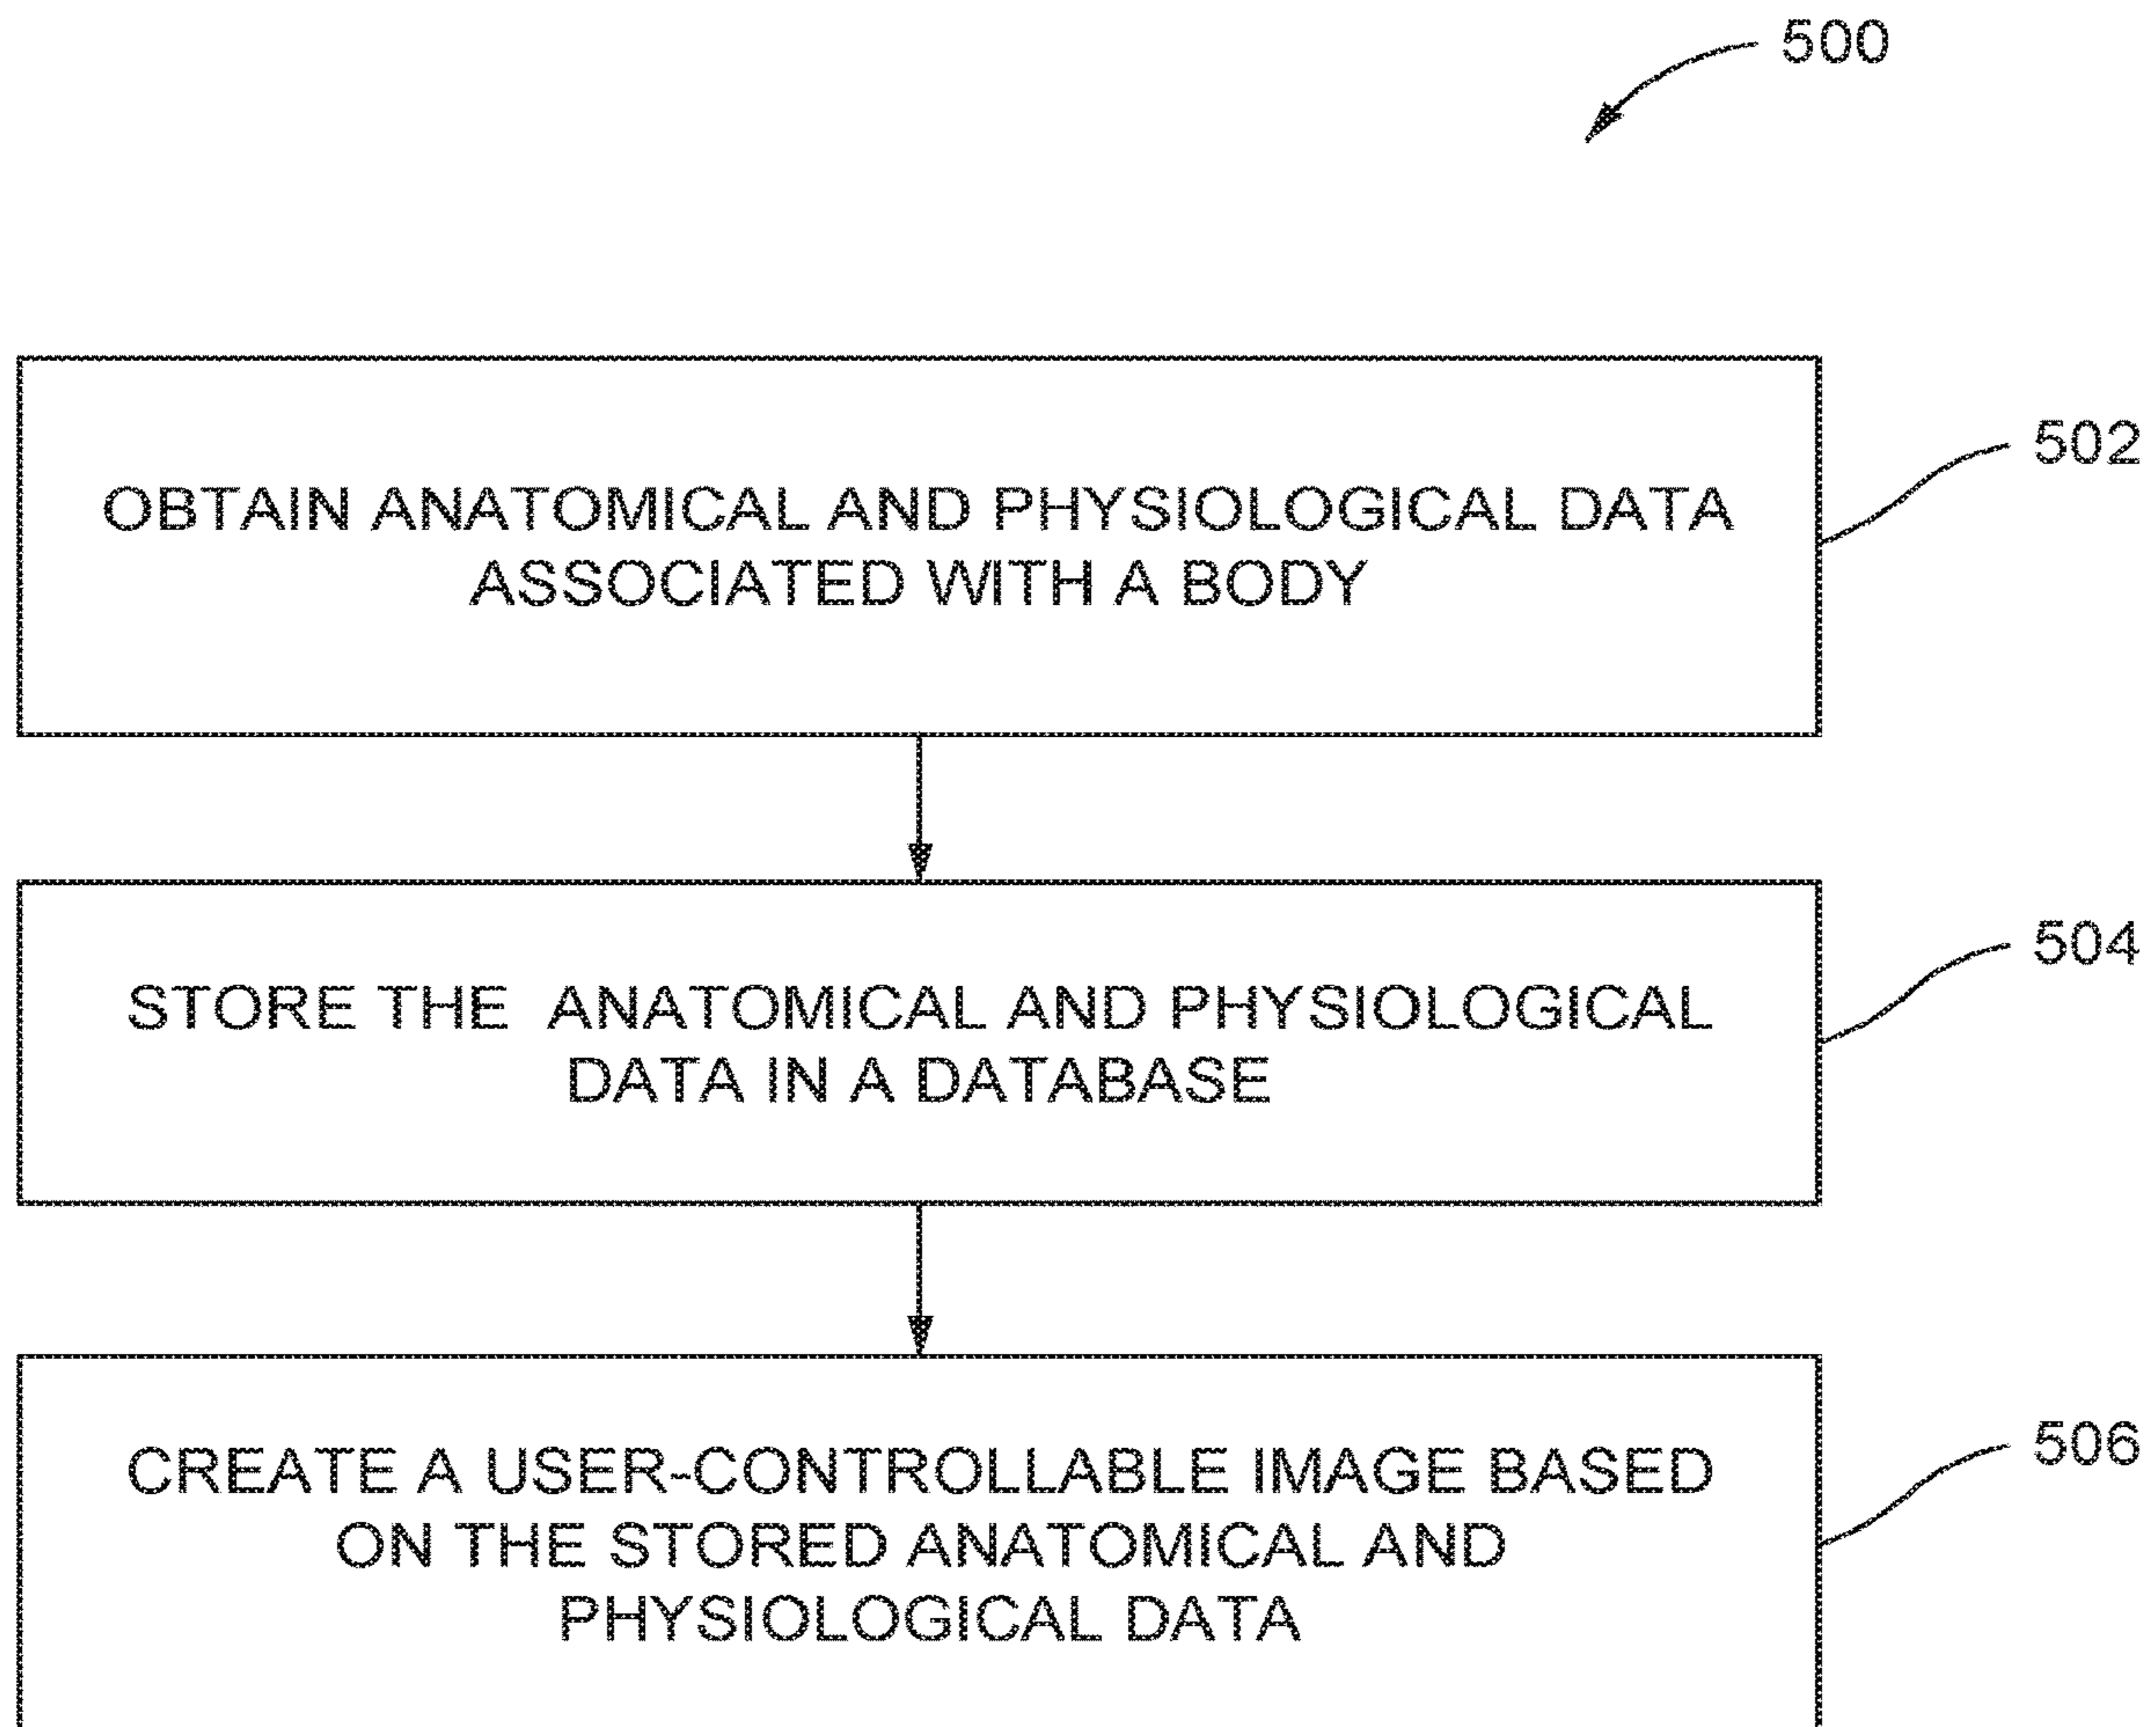 500
OBTAIN ANATOMICAL AND PHYSIOLOGICAL DATA
ASSOCIATED WITH A BODY
502
STORE THE ANATOMICAL AND PHYSIOLOGICAL
DATA IN A DATABASE
504
CREATE A USER-CONTROLLABLE IMAGE BASED
ON THE STORED ANATOMICAL AND
PHYSIOLOGICAL DATA
506